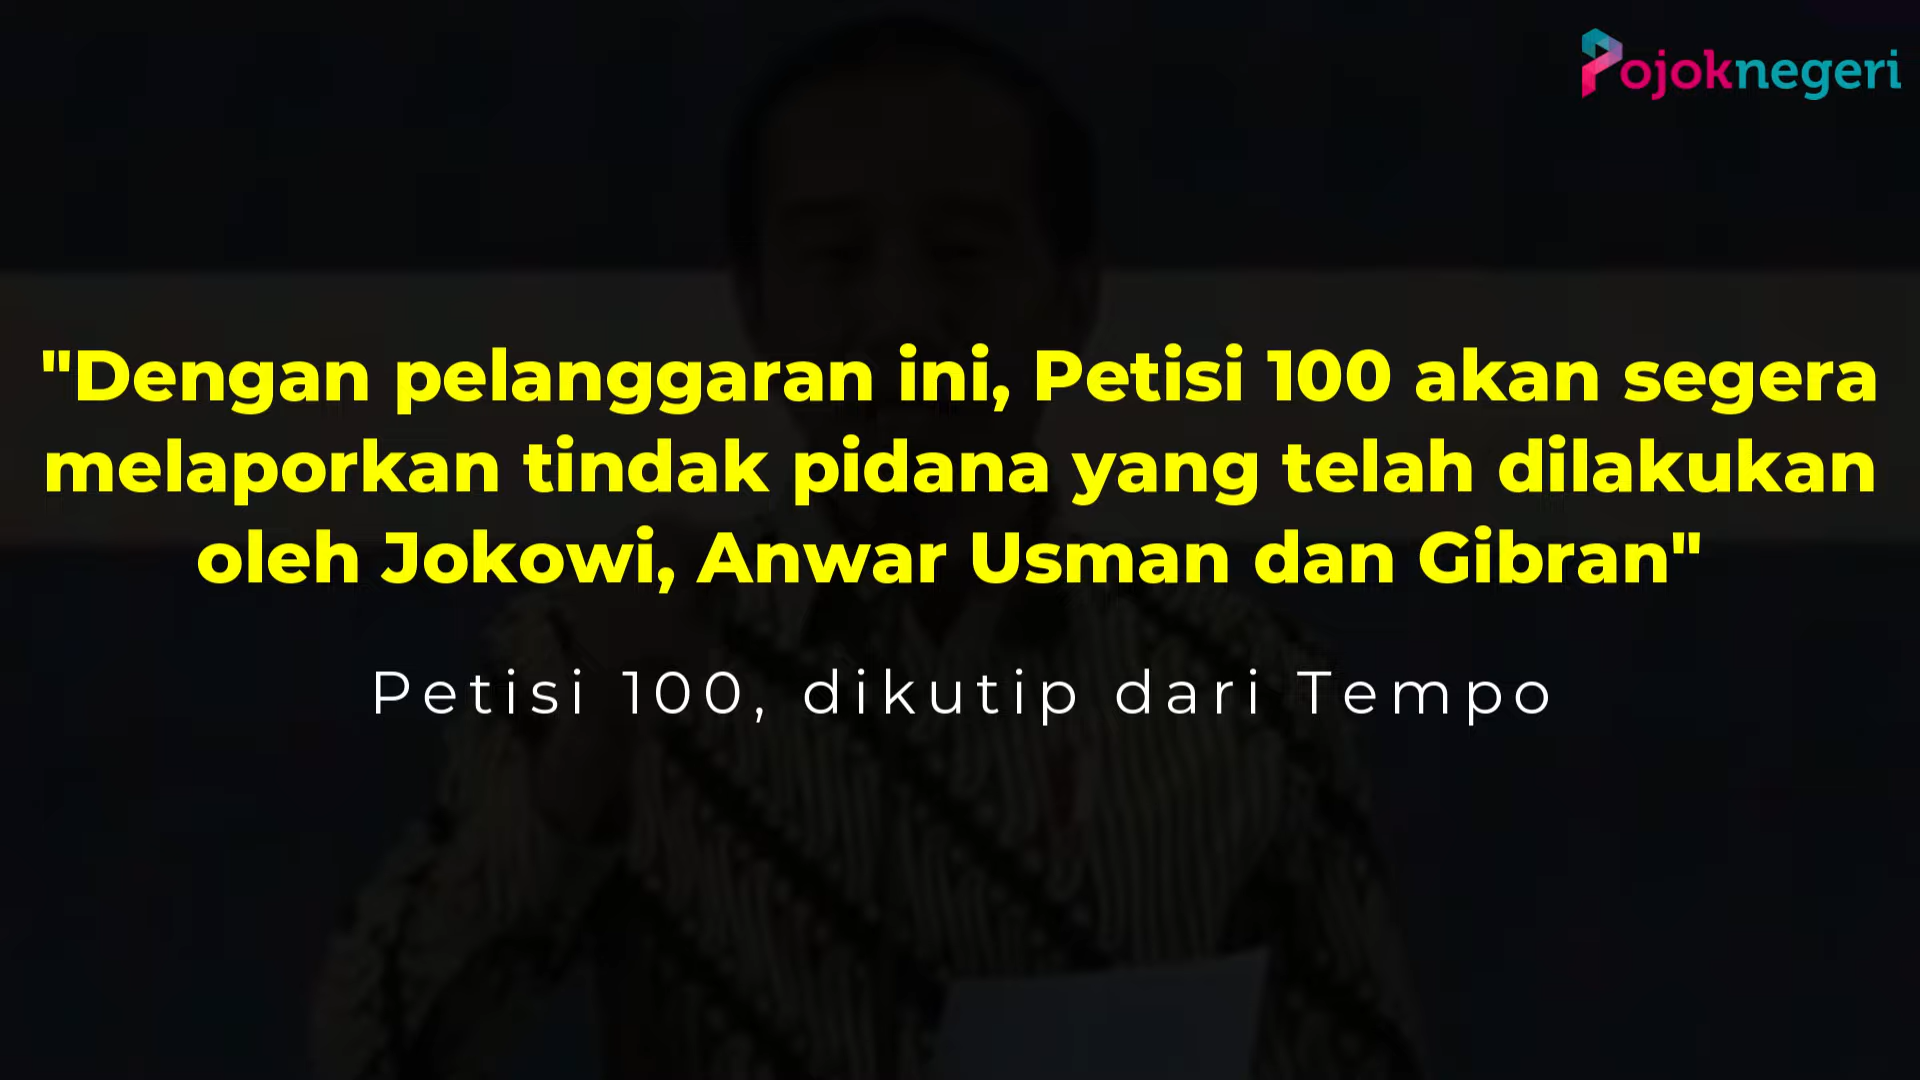 Pojoknegeri
"Dengan pelanggaran ini, Petisi 100 akan segera
melaporkan tindak pidana yang telah dilakukan
oleh Jokowi, Anwar Usman dan Gibran"
Petisi 100, dikutip dari Tempo